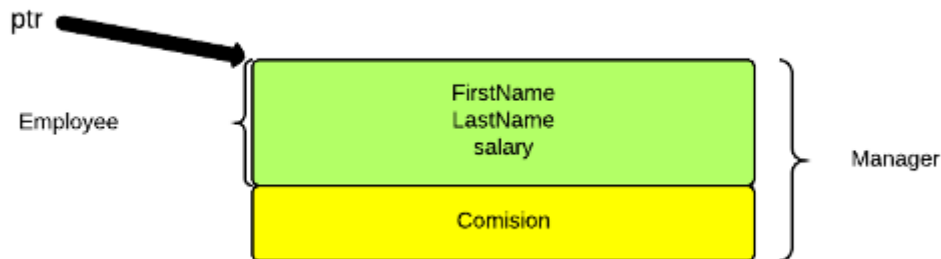 ptr
FirstName
LastName
Employee
salary
Manager
Comision